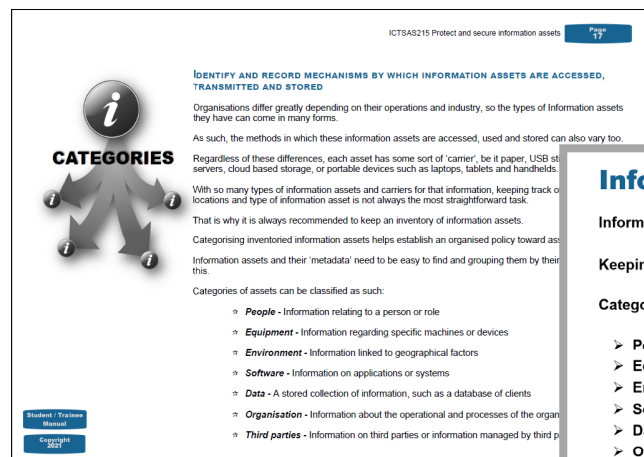 ICTSAS215 Protect and secure information assets
Page
17
IDENTIFY AND RECORD MECHANISMS BY WHICH INFORMATION ASSETS ARE ACCESSED,
TRANSMITTED AND STORED
Organisations differ greatly depending on their operations and industry, so the types of Information assets
they have can come in many forms.
As such, the methods in which these information assets are accessed, used and stored can also vary too.
Regardless of these differences, each asset has some sort of 'carrier', be it paper, USB
servers, cloud based storage, or portable devices such as laptops, tablets and handhelds.
With so many types of information assets and carriers for that information, keeping track
locations and type of information asset is not always the most straightforward task.
That is why it is always recommended to keep an inventory of information assets.
Categorising inventoried information assets helps establish an organised policy toward
Information assets and their 'metadata' need to be easy to find and grouping them by their
this.
Categories of assets can be classified as such:
☆ People - Information relating to a person or role
☆ Equipment - Information regarding specific machines or devices
☆ Environment - Information linked to geographical factors
☆ Software - Information on applications or systems
☆ Data - A stored collection of information, such as a database of clients
☆ Organisation - Information about the operational and processes of the
☆ Third parties - Information on third parties or information managed by third
CATEGORIES
i
i
i
i
i
Student / Trainee
Manual
Copyright
2021
Info
Inform
Keepin
Catego